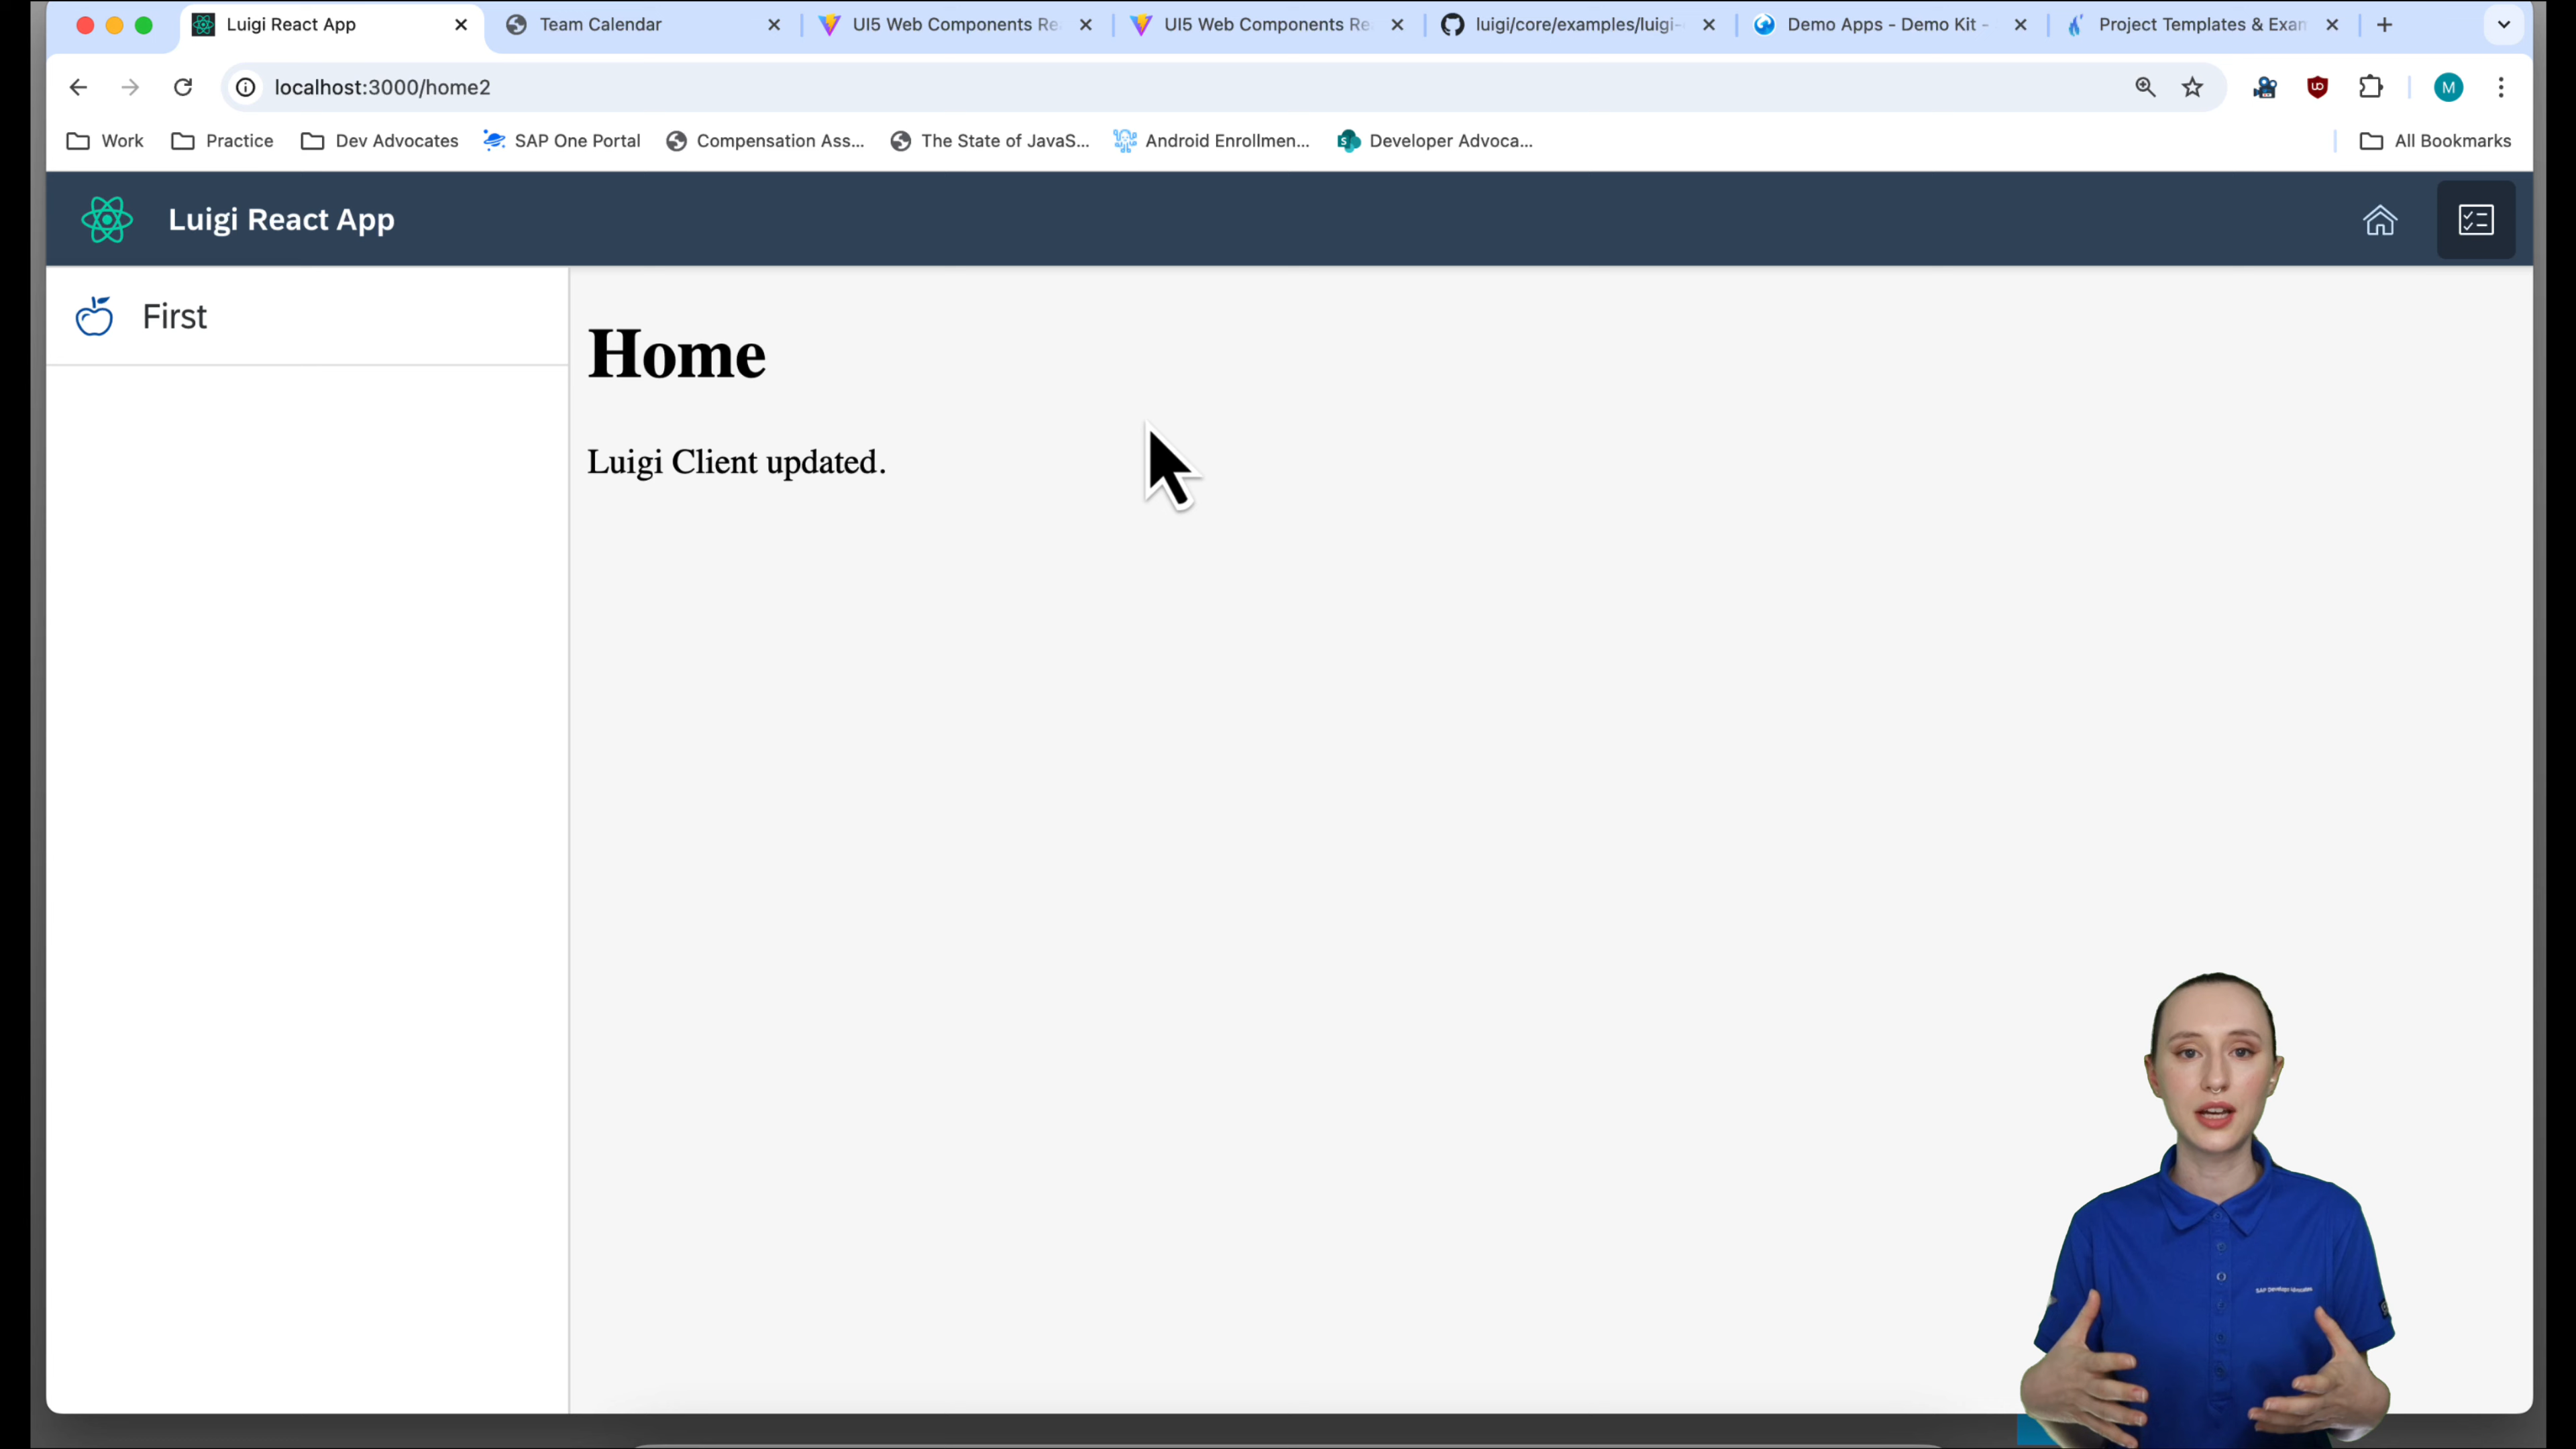 Luigi React App
Team Calendar
UI5 Web Components Re
UI5 Web Components Re
luigi/core/examples/luigi-
Demo Apps - Demo Kit -
Project Templates & Exam
localhost:3000/home2
M
Work
Practice
Dev Advocates
SAP One Portal
Compensation Ass...
The State of JavaS...
Android Enrollmen...
Developer Advoca...
All Bookmarks
Luigi React App
First
Home
Luigi Client updated.